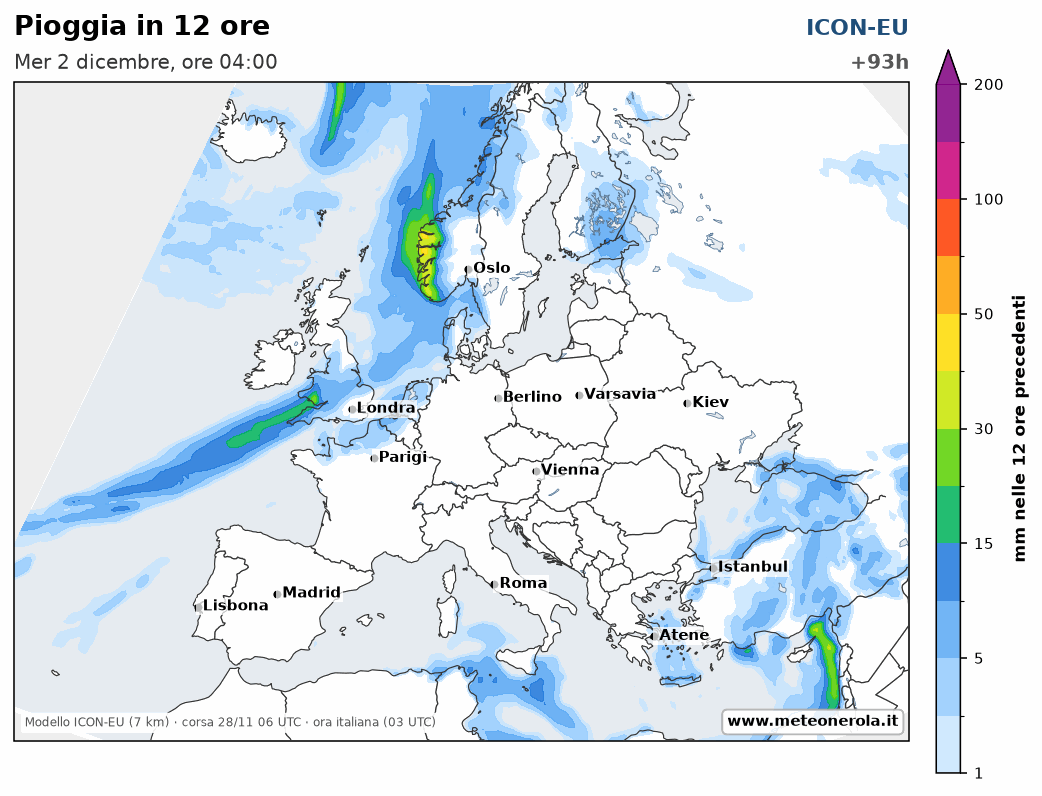 Pioggia in 12 ore
ICON-EU
Mer 2 dicembre, ore 04:00
+93h
200
100
50
30
15
5
1
mm nelle 12 ore precedenti
Oslo
Londra
Berlino
Varsavia
Kiev
Parigi
Vienna
Istanbul
Roma
Madrid
Lisbona
Atene
Modello ICON-EU (7 km) · corsa 28/11 06 UTC · ora italiana (03 UTC)
www.meteonerola.it